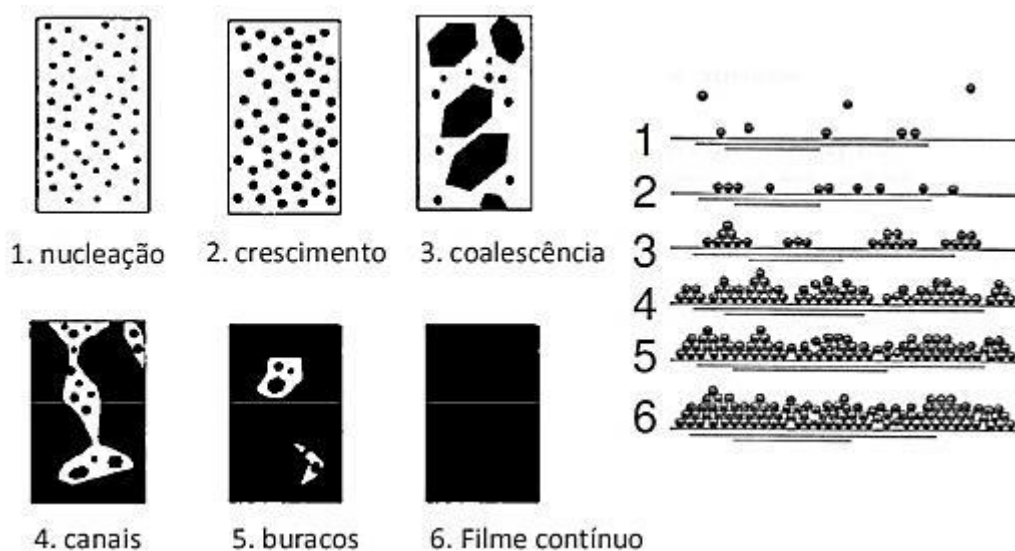 1. nucleação
2. crescimento
3. coalescência
4. canais
5. buracos
6. Filme contínuo
1
2
3
4
5
6